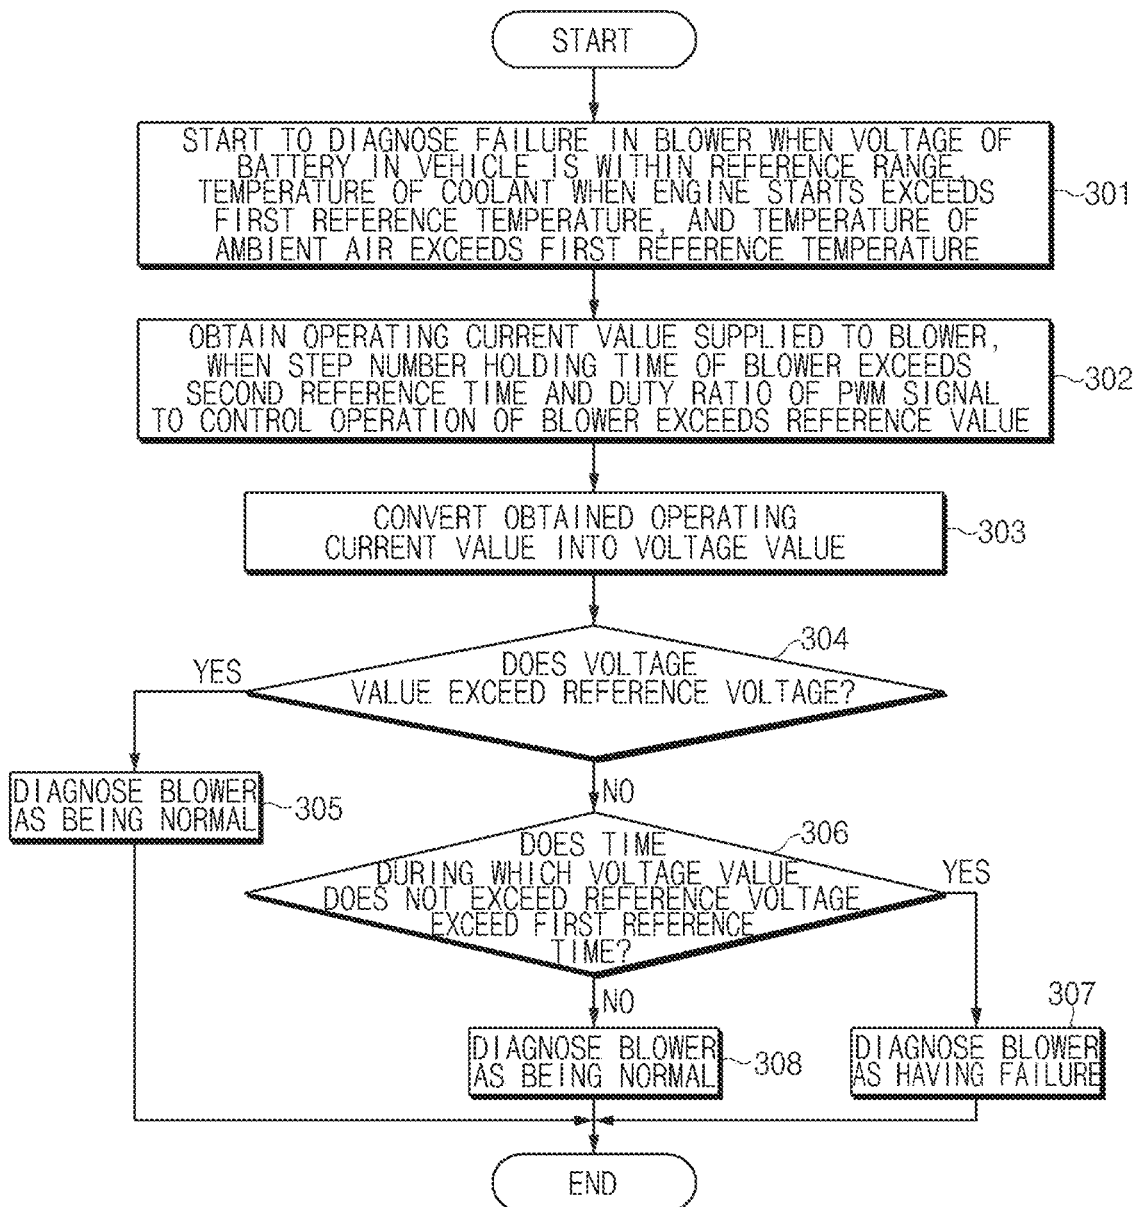 START
START TO DIAGNOSE FAILURE IN BLOWER WHEN VOLTAGE OF
BATTERY IN VEHICLE IS WITHIN REFERENCE RANGE,
TEMPERATURE OF COOLANT WHEN ENGINE STARTS EXCEEDS
FIRST REFERENCE TEMPERATURE, AND TEMPERATURE OF
AMBIENT AIR EXCEEDS FIRST REFERENCE TEMPERATURE
301
OBTAIN OPERATING CURRENT VALUE SUPPLIED TO BLOWER,
WHEN STEP NUMBER HOLDING TIME OF BLOWER EXCEEDS
SECOND REFERENCE TIME AND DUTY RATIO OF PWM SIGNAL
TO CONTROL OPERATION OF BLOWER EXCEEDS REFERENCE VALUE
302
CONVERT OBTAINED OPERATING
CURRENT VALUE INTO VOLTAGE VALUE
303
304
YES
DOES VOLTAGE
VALUE EXCEED REFERENCE VOLTAGE?
DIAGNOSE BLOWER
AS BEING NORMAL
305
NO
306
DOES TIME
DURING WHICH VOLTAGE VALUE
DOES NOT EXCEED REFERENCE VOLTAGE
EXCEED FIRST REFERENCE
TIME?
YES
NO
307
DIAGNOSE BLOWER
AS BEING NORMAL
308
DIAGNOSE BLOWER
AS HAVING FAILURE
END